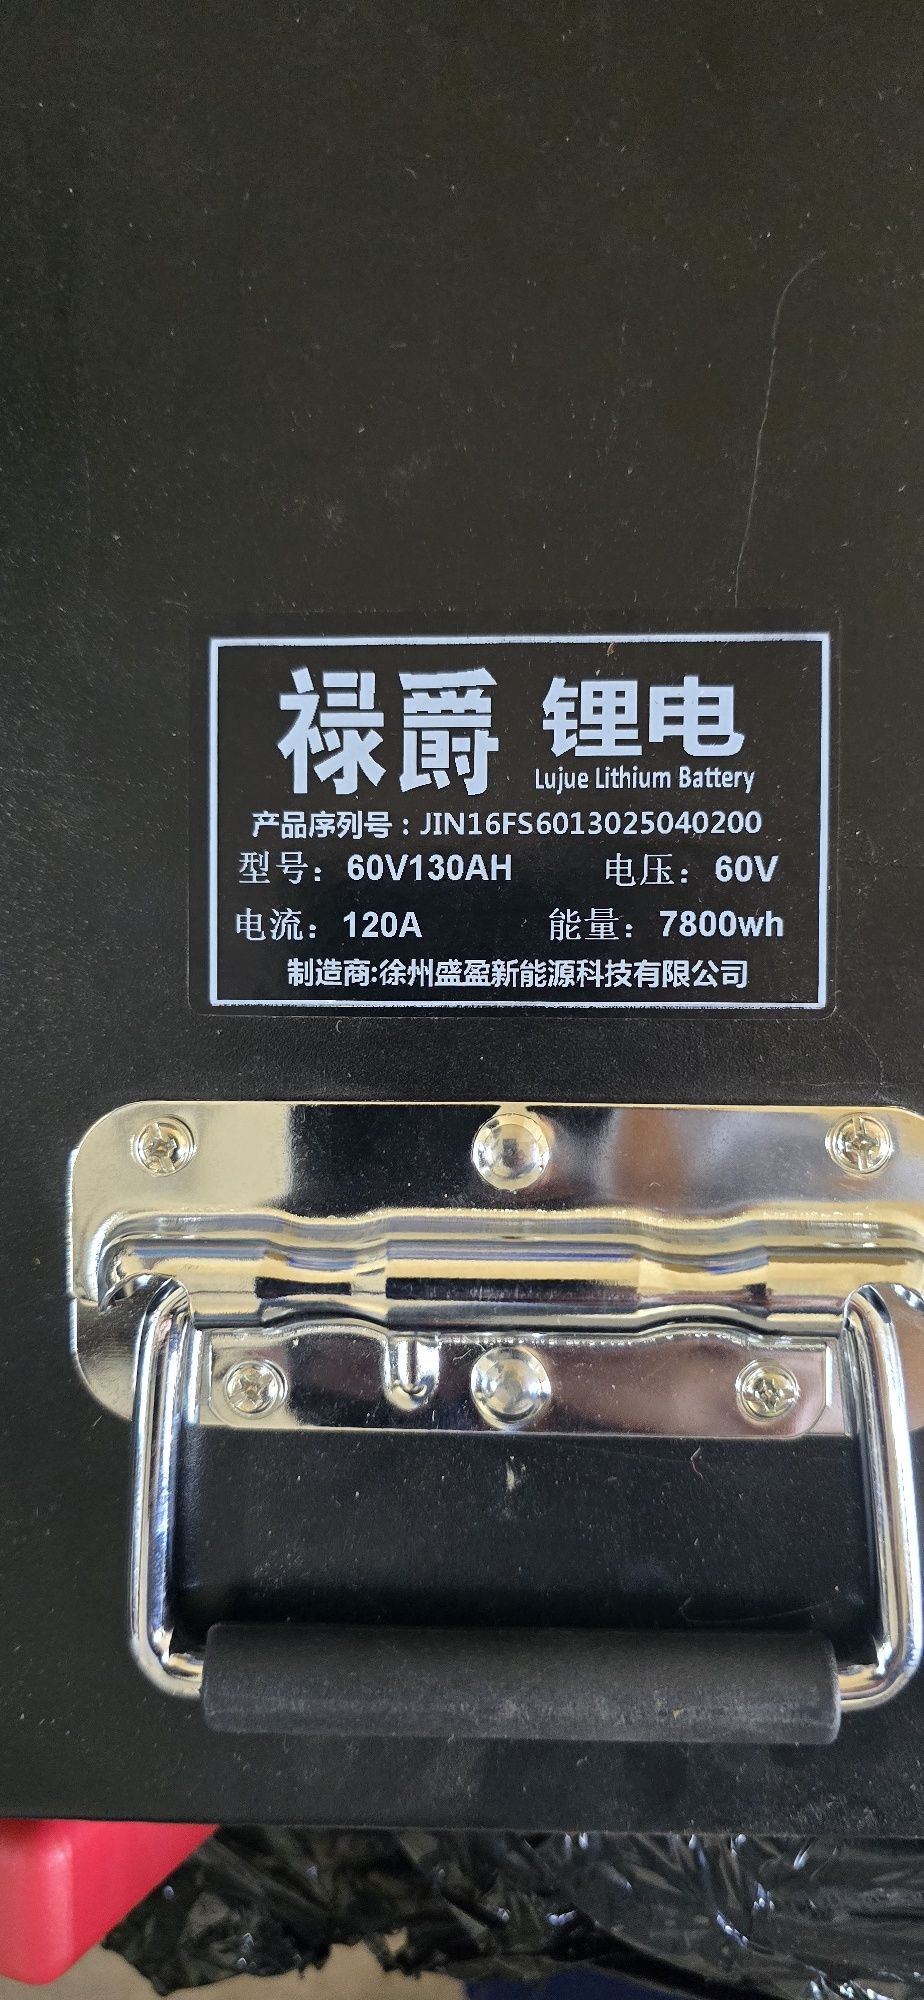 禄爵 锂电
Lujue Lithium Battery
产品序列号：JIN16FS6013025040200
型号：60V130AH 电压：60V
电流：120A 能量：7800wh
制造商:徐州盛盈新能源科技有限公司